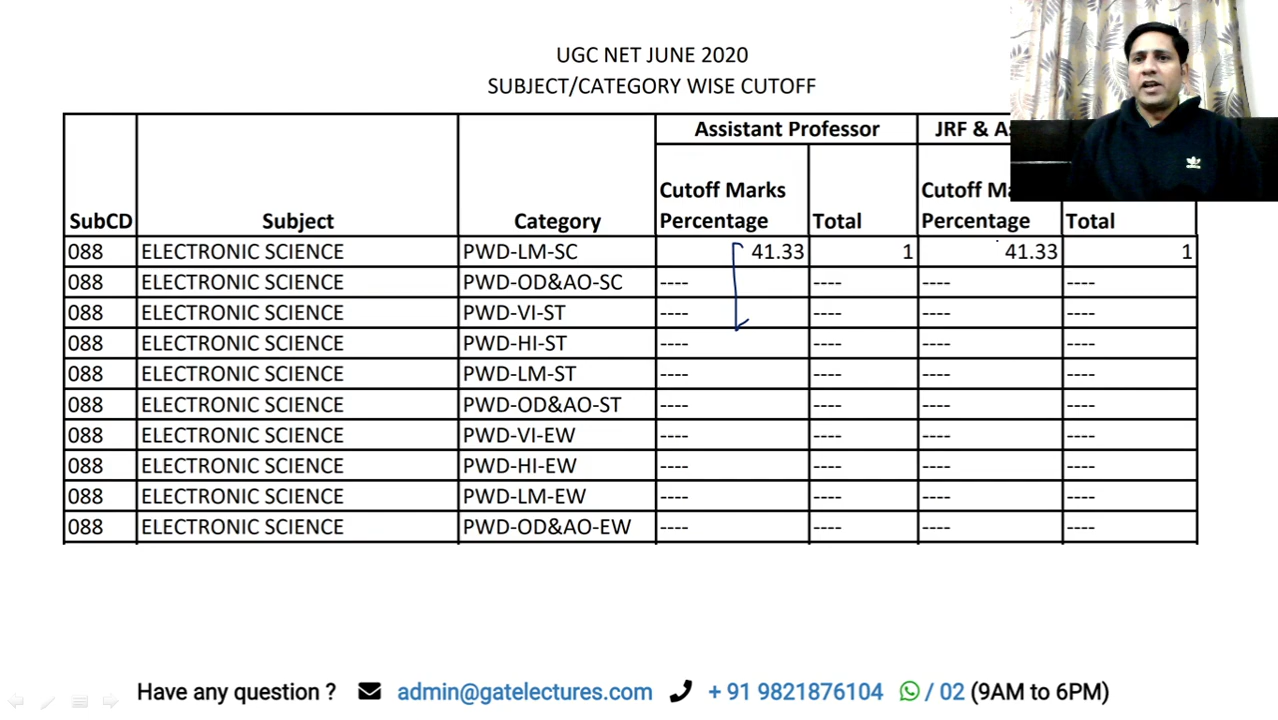 UGC NET JUNE 2020
SUBJECT/CATEGORY WISE CUTOFF
Assistant Professor JRF &
SubCD Subject Category Cutoff Marks Percentage Total Cutoff Percentage Total
088 ELECTRONIC SCIENCE PWD-LM-SC 41.33 1 41.33 1
088 ELECTRONIC SCIENCE PWD-OD&AO-SC ---- ---- ---- ----
088 ELECTRONIC SCIENCE PWD-VI-ST ---- ---- ---- ----
088 ELECTRONIC SCIENCE PWD-HI-ST ---- ---- ---- ----
088 ELECTRONIC SCIENCE PWD-LM-ST ---- ---- ---- ----
088 ELECTRONIC SCIENCE PWD-OD&AO-ST ---- ---- ---- ----
088 ELECTRONIC SCIENCE PWD-VI-EW ---- ---- ---- ----
088 ELECTRONIC SCIENCE PWD-HI-EW ---- ---- ---- ----
088 ELECTRONIC SCIENCE PWD-LM-EW ---- ---- ---- ----
088 ELECTRONIC SCIENCE PWD-OD&AO-EW ---- ---- ---- ----
Have any question ? admin@gatelectures.com + 91 9821876104 / 02 (9AM to 6PM)